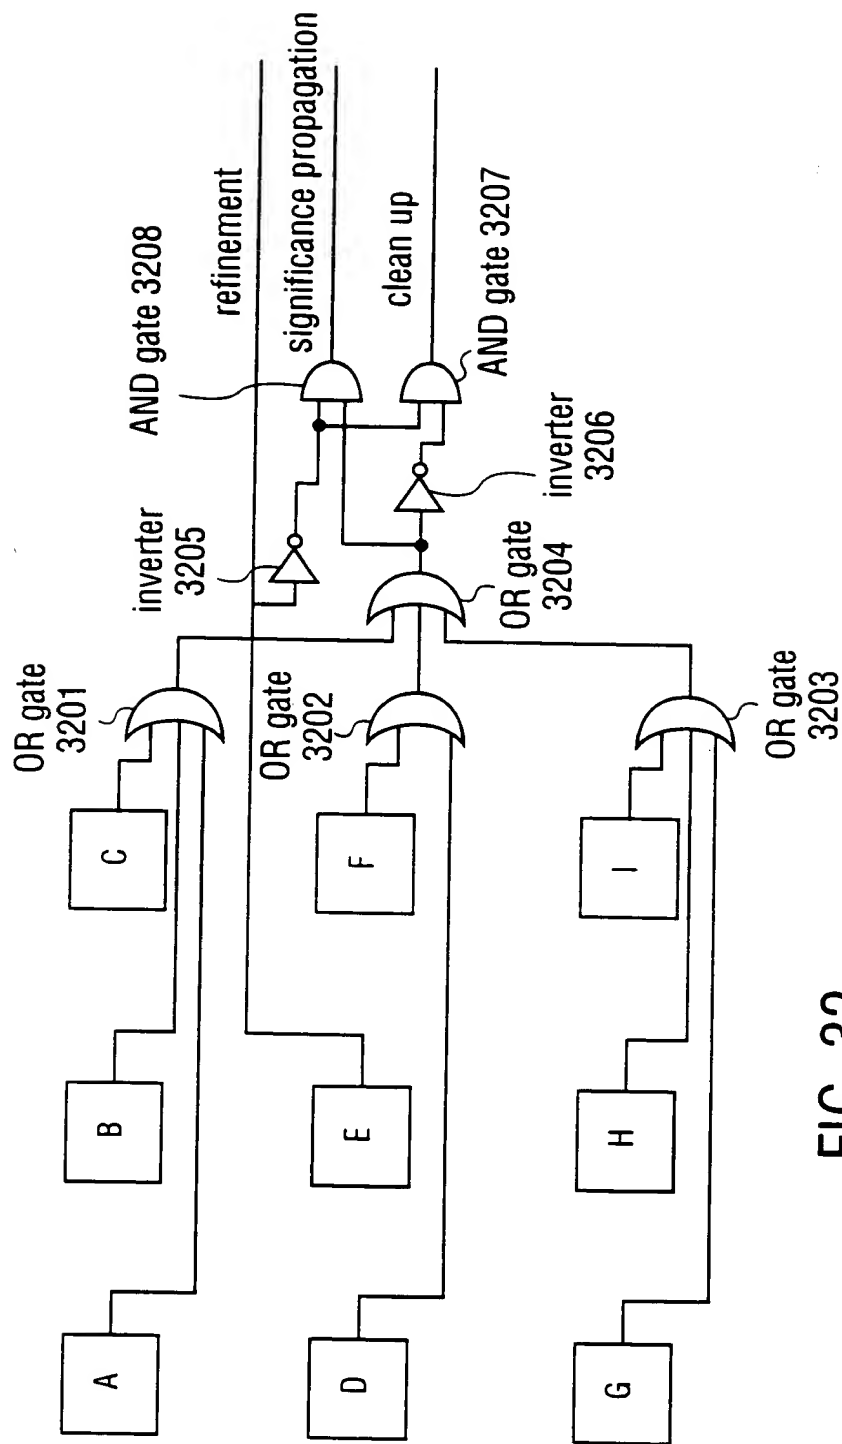 A
B
C
OR gate
3201
D
E
F
OR gate
3202
G
H
I
OR gate
3203
OR gate
3204
inverter
3205
inverter
3206
AND gate 3208
AND gate 3207
refinement
significance propagation
clean up
FIG. 32